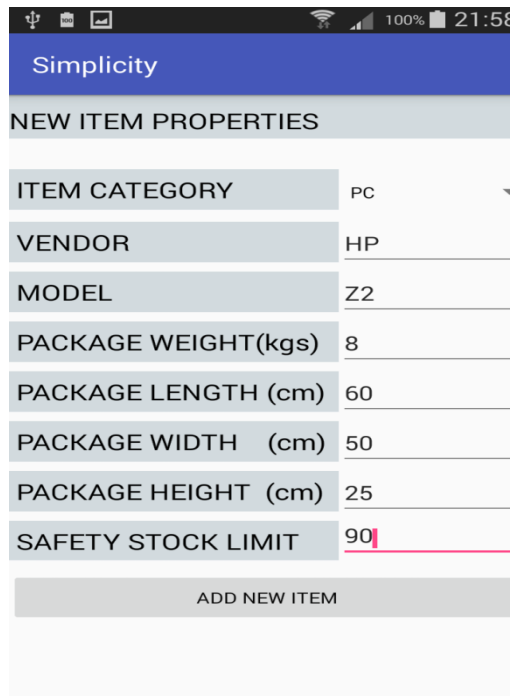 100% 21:58
Simplicity
NEW ITEM PROPERTIES
ITEM CATEGORY PC
VENDOR HP
MODEL Z2
PACKAGE WEIGHT(kgs) 8
PACKAGE LENGTH (cm) 60
PACKAGE WIDTH (cm) 50
PACKAGE HEIGHT (cm) 25
SAFETY STOCK LIMIT 90
ADD NEW ITEM